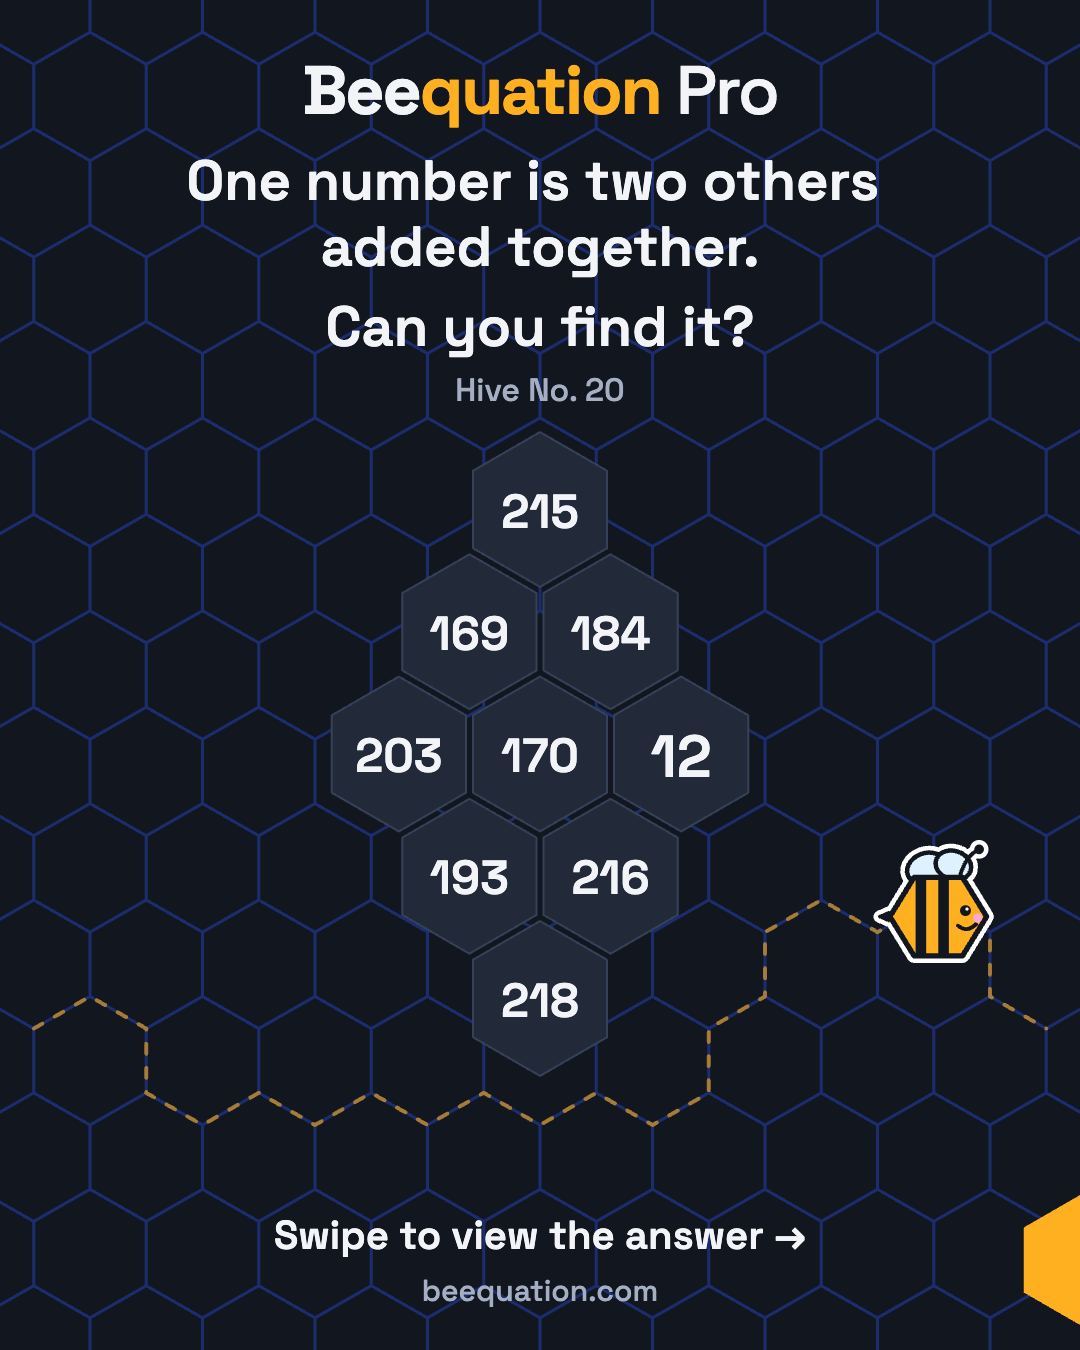 Beequation Pro
One number is two others
added together.
Can you find it?
Hive No. 20
215
169 184
203 170 12
193 216
218
Swipe to view the answer →
beequation.com